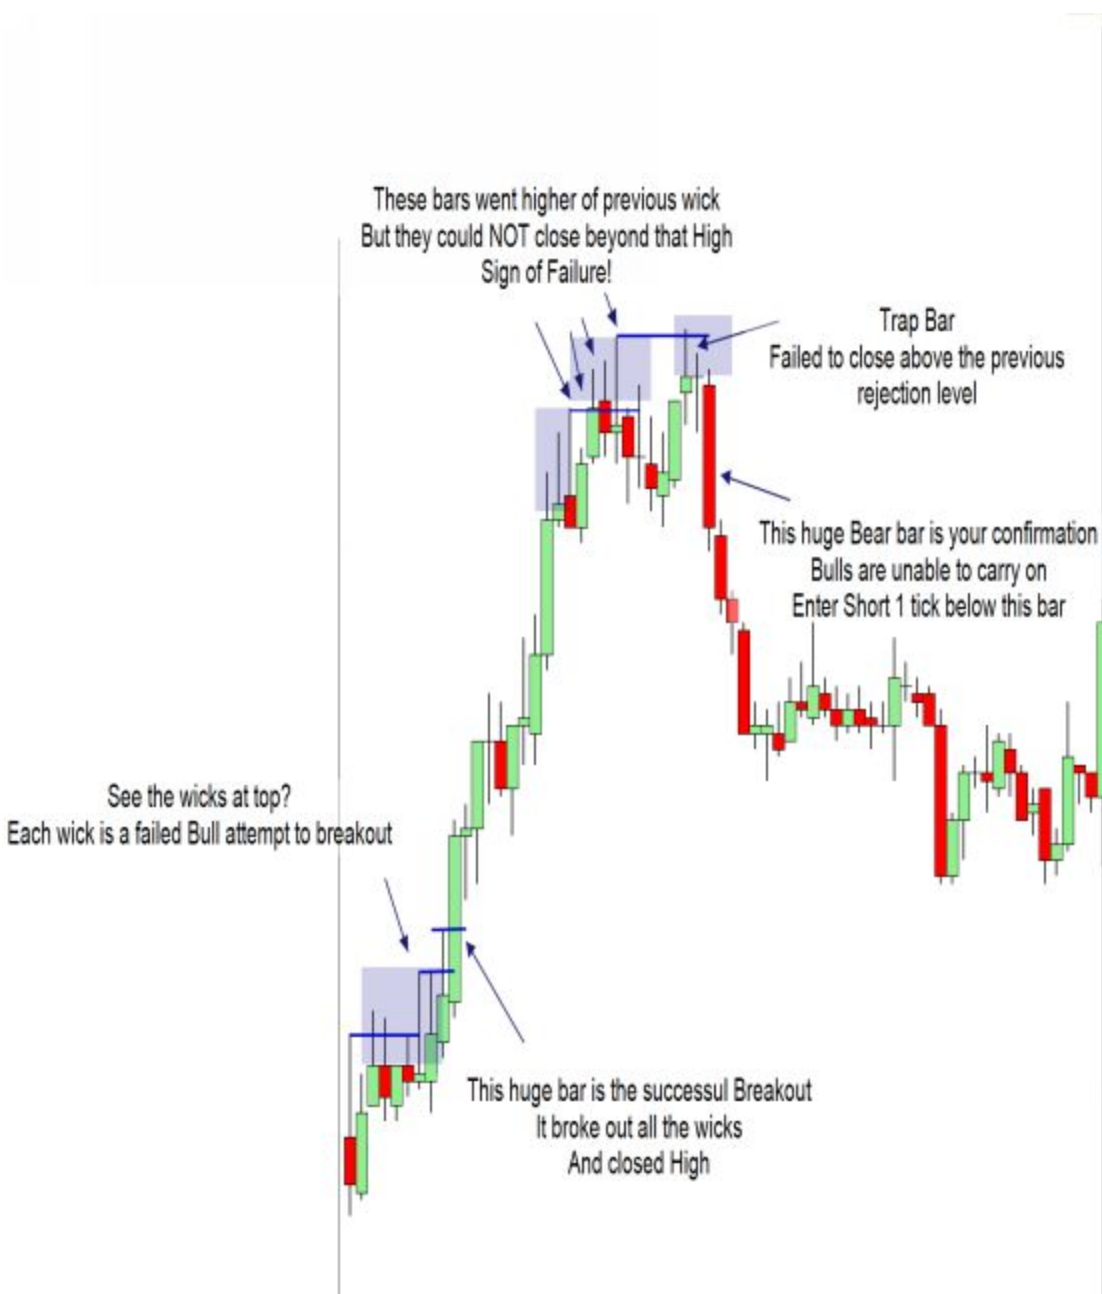 These bars went higher of previous wick
But they could NOT close beyond that High
Sign of Failure!
Trap Bar
Failed to close above the previous
rejection level
This huge Bear bar is your confirmation
Bulls are unable to carry on
Enter Short 1 tick below this bar
See the wicks at top?
Each wick is a failed Bull attempt to breakout
This huge bar is the successul Breakout
It broke out all the wicks
And closed High